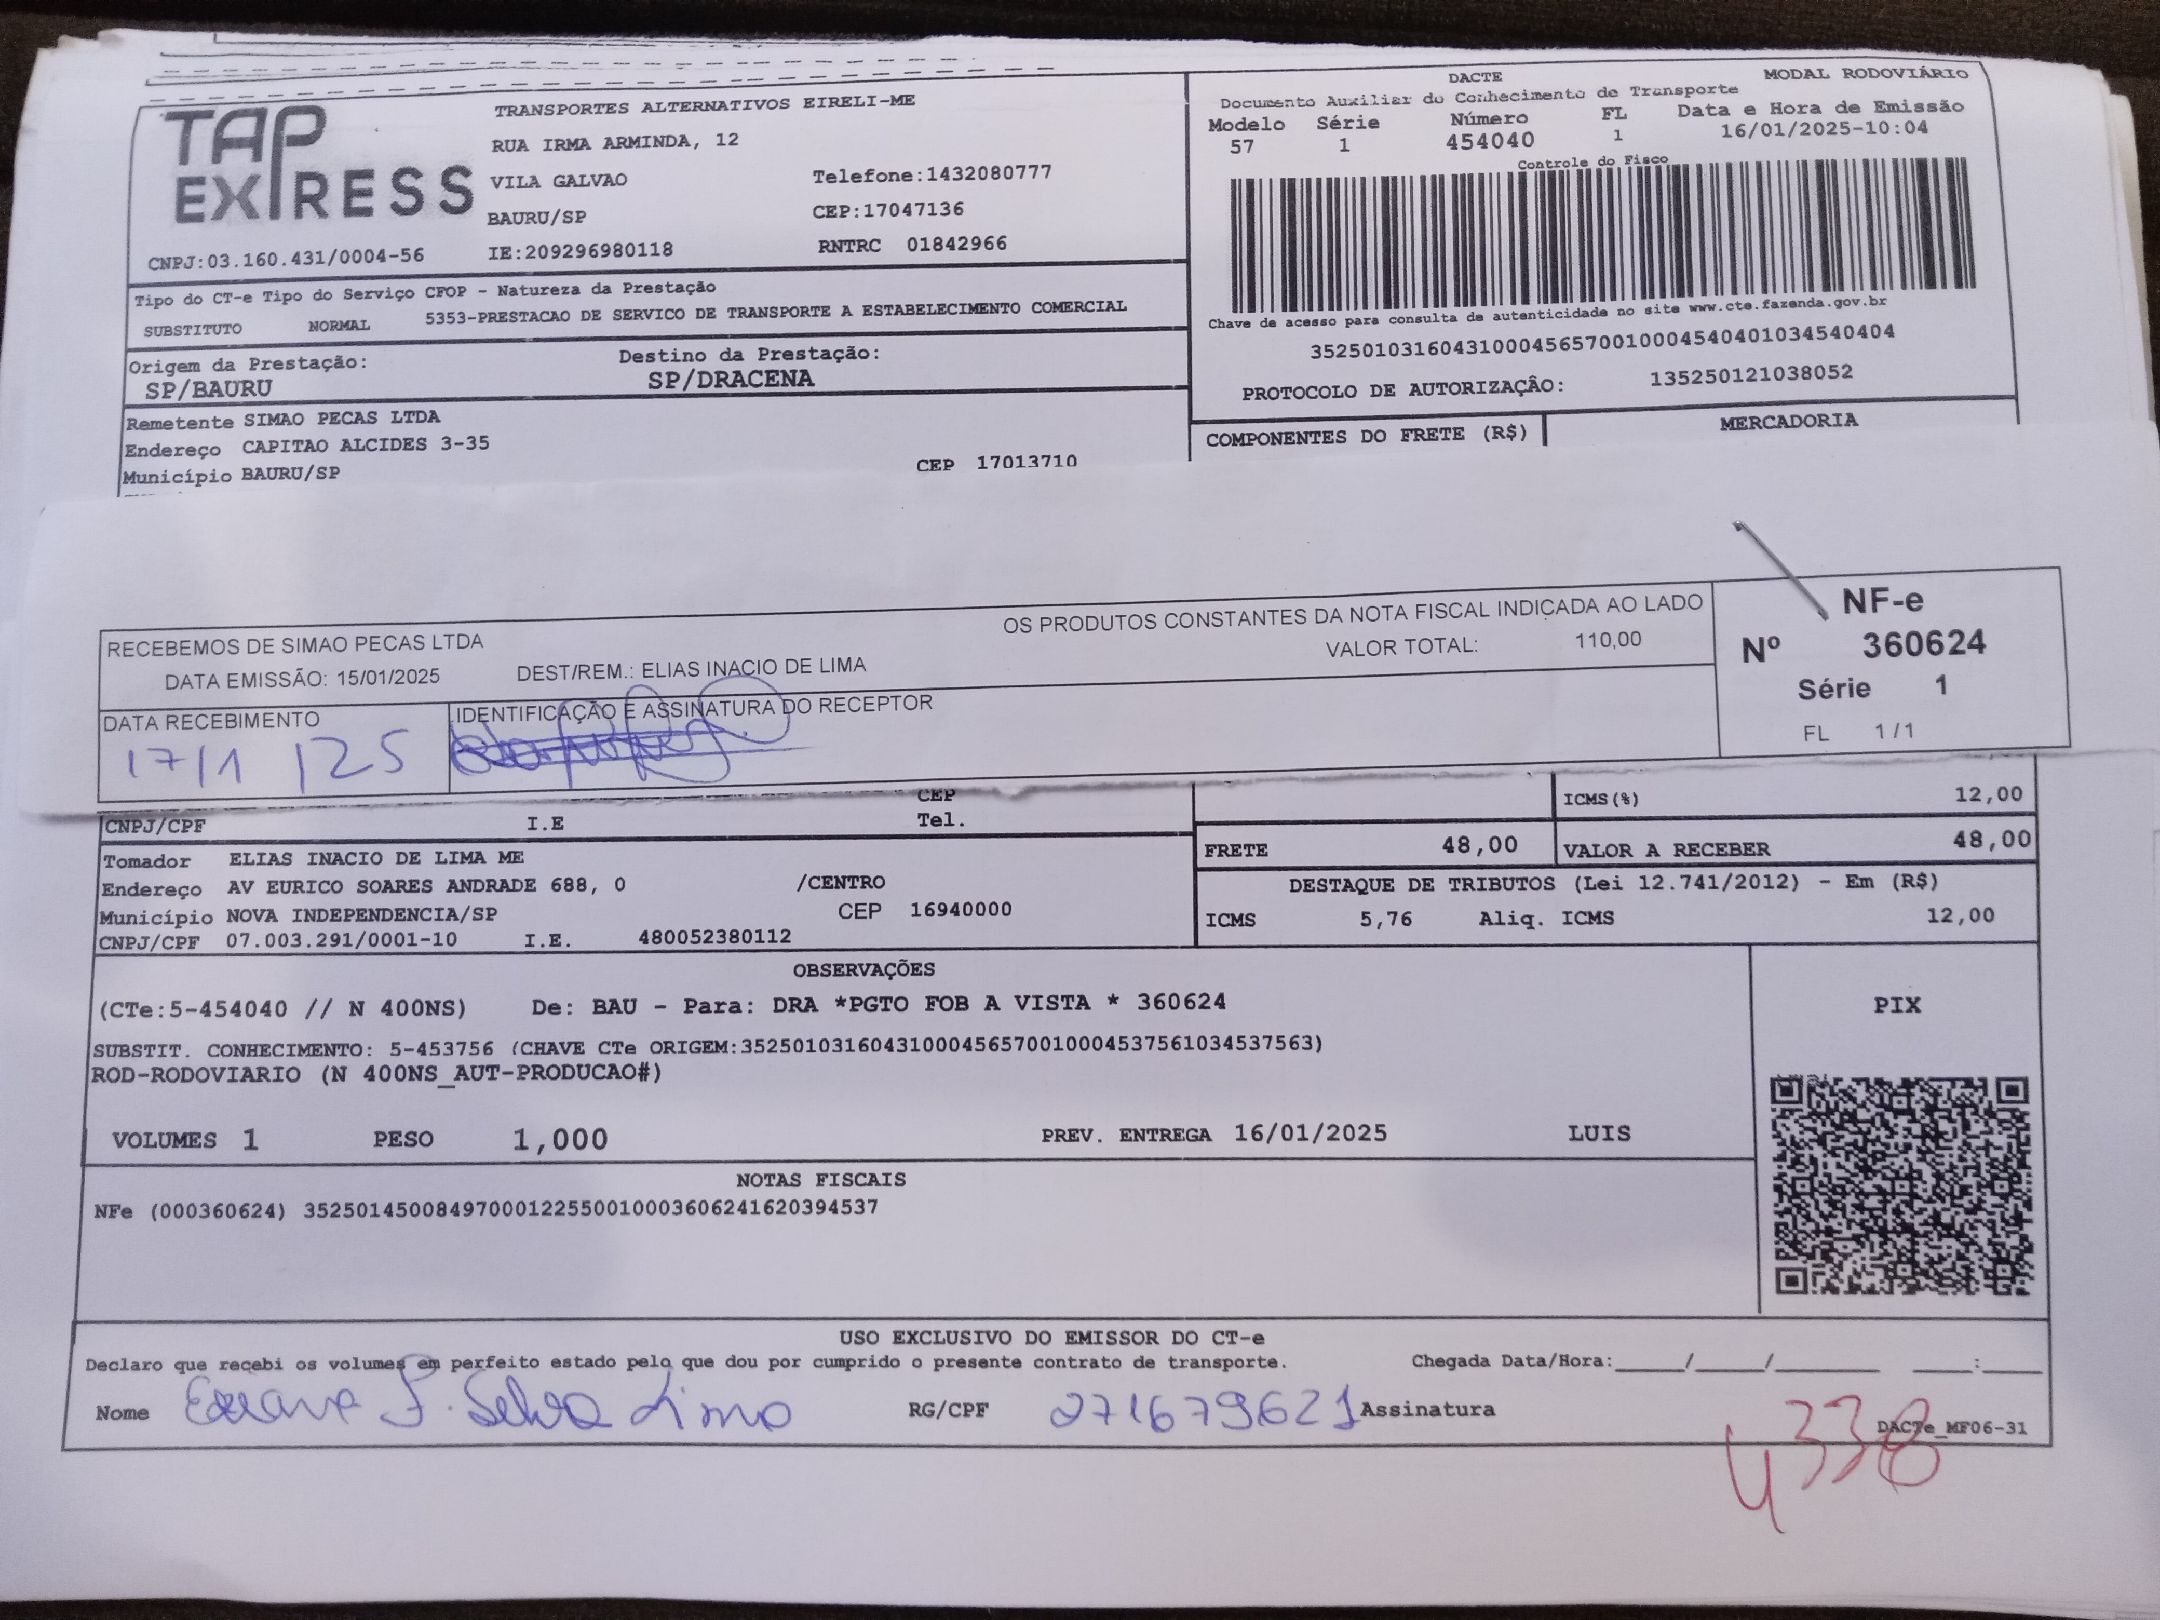 TAP EXPRESS
TRANSPORTES ALTERNATIVOS EIRELI-ME
RUA IRMA ARMINDA, 12
VILA GALVAO Telefone:1432080777
BAURU/SP CEP:17047136
CNPJ:03.160.431/0004-56 IE:209296980118 RNTRC 01842966
DACTE MODAL RODOVIÁRIO
Documento Auxiliar do Conhecimento de Transporte
Modelo Série Número FL Data e Hora de Emissão
57 1 454040 1 16/01/2025-10:04
Controle do Fisco
Chave de acesso para consulta de autenticidade no site www.cte.fazenda.gov.br
35250103160431000456570010004540401034540404
PROTOCOLO DE AUTORIZAÇÃO: 135250121038052
Tipo do CT-e Tipo do Serviço CFOP - Natureza da Prestação
SUBSTITUTO NORMAL 5353-PRESTACAO DE SERVICO DE TRANSPORTE A ESTABELECIMENTO COMERCIAL
Origem da Prestação: Destino da Prestação:
SP/BAURU SP/DRACENA
Remetente SIMAO PECAS LTDA
Endereço CAPITAO ALCIDES 3-35
Município BAURU/SP CEP 17013710
COMPONENTES DO FRETE (R$) MERCADORIA
RECEBEMOS DE SIMAO PECAS LTDA OS PRODUTOS CONSTANTES DA NOTA FISCAL INDICADA AO LADO
DATA EMISSÃO: 15/01/2025 DEST/REM.: ELIAS INACIO DE LIMA VALOR TOTAL: 110,00
DATA RECEBIMENTO IDENTIFICAÇÃO E ASSINATURA DO RECEPTOR
17/1/25
NF-e
Nº 360624
Série 1
FL 1/1
CEP
CNPJ/CPF I.E Tel.
ICMS(%) 12,00
FRETE 48,00 VALOR A RECEBER 48,00
Tomador ELIAS INACIO DE LIMA ME
Endereço AV EURICO SOARES ANDRADE 688, 0 /CENTRO
Município NOVA INDEPENDENCIA/SP CEP 16940000
CNPJ/CPF 07.003.291/0001-10 I.E. 480052380112
DESTAQUE DE TRIBUTOS (Lei 12.741/2012) - Em (R$)
ICMS 5,76 Aliq. ICMS 12,00
OBSERVAÇÕES
(CTe:5-454040 // N 400NS) De: BAU - Para: DRA *PGTO FOB A VISTA * 360624
SUBSTIT. CONHECIMENTO: 5-453756 (CHAVE CTe ORIGEM:35250103160431000456570010004537561034537563)
ROD-RODOVIARIO (N 400NS_AUT-PRODUCAO#)
PIX
VOLUMES 1 PESO 1,000 PREV. ENTREGA 16/01/2025 LUIS
NOTAS FISCAIS
NFe (000360624) 35250145008497000122550010003606241620394537
USO EXCLUSIVO DO EMISSOR DO CT-e
Declaro que recebi os volumes em perfeito estado pelo que dou por cumprido o presente contrato de transporte. Chegada Data/Hora:_____/_____/________ ____:____
Nome Silva Lima RG/CPF 271679621 Assinatura
DACTe_MF06-31
4338